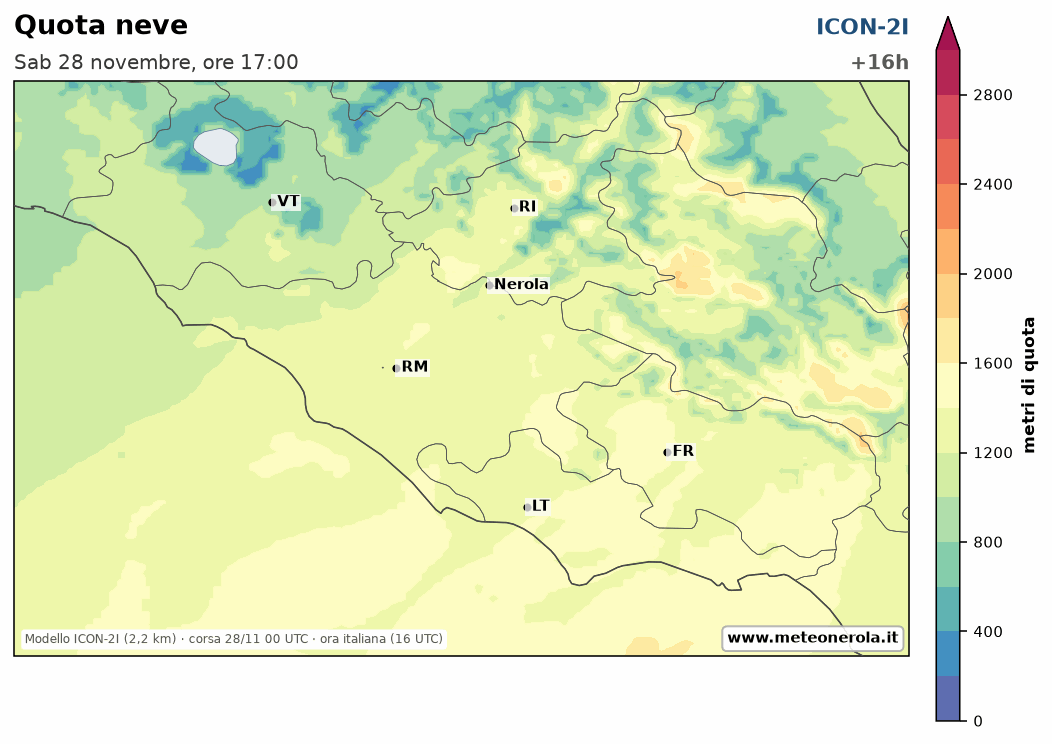 Quota neve
ICON-2I
Sab 28 novembre, ore 17:00
+16h
2800
2400
2000
1600
1200
800
400
0
metri di quota
VT
RI
Nerola
RM
FR
LT
Modello ICON-2I (2,2 km) · corsa 28/11 00 UTC · ora italiana (16 UTC)
www.meteonerola.it